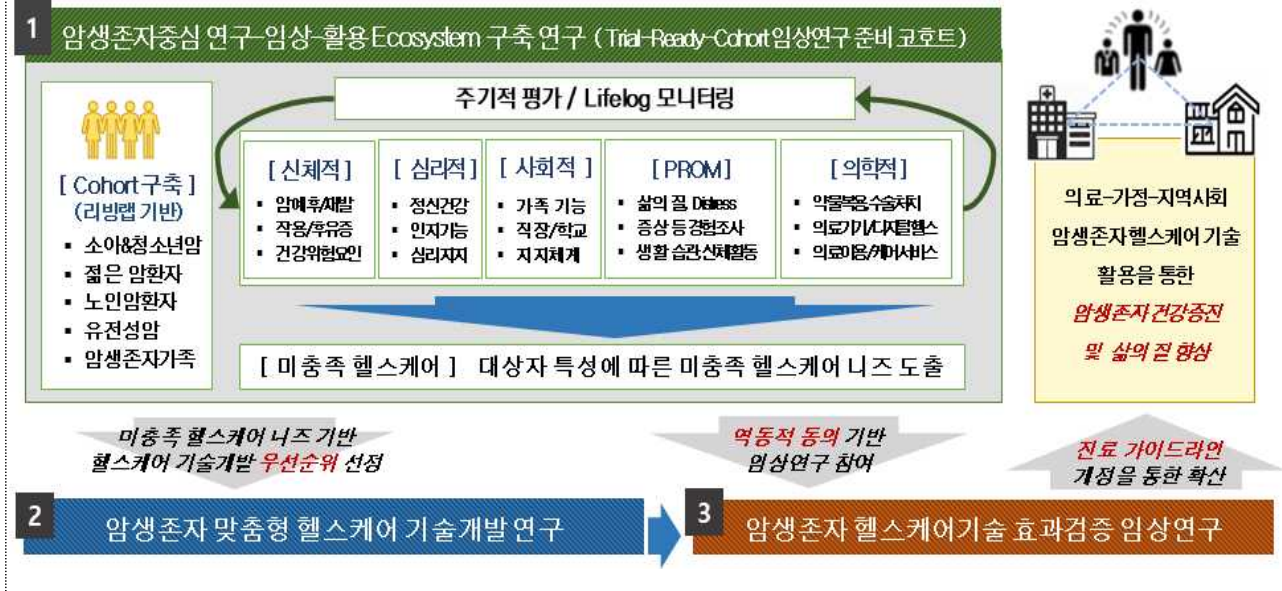 1 암생존자중심 연구-임상-활용 Ecosystem 구축 연구 (Trial-Ready-Cohort 임상연구 준비 코호트)
주기적 평가 / Lifelog 모니터링
[ Cohort 구축 ]
(리빙랩 기반)
▪ 소아&청소년암
▪ 젊은 암환자
▪ 노인암환자
▪ 유전성암
▪ 암생존자가족
[ 신체적 ]
▪ 암예후/재발
▪ 작용/후유증
▪ 건강위험요인
[ 심리적 ]
▪ 정신건강
▪ 인지기능
▪ 심리지지
[ 사회적 ]
▪ 가족 기능
▪ 직장/학교
▪ 지지체계
[PROM]
▪ 삶의 질, Distress
▪ 증상 등 경험조사
▪ 생활 습관,신체활동
[ 의학적 ]
▪ 약물복용,수술처치
▪ 의료기기/디지털헬스
▪ 의료이용/케어서비스
[ 미충족 헬스케어 ] 대상자 특성에 따른 미충족 헬스케어 니즈 도출
의료-가정-지역사회
암생존자 헬스케어 기술
활용을 통한
암생존자 건강증진
및 삶의 질 향상
미충족 헬스케어 니즈 기반
헬스케어 기술개발 우선순위 선정
역동적 동의 기반
임상연구 참여
진료 가이드라인
개정을 통한 확산
2 암생존자 맞춤형 헬스케어 기술개발 연구
3 암생존자 헬스케어기술 효과검증 임상연구